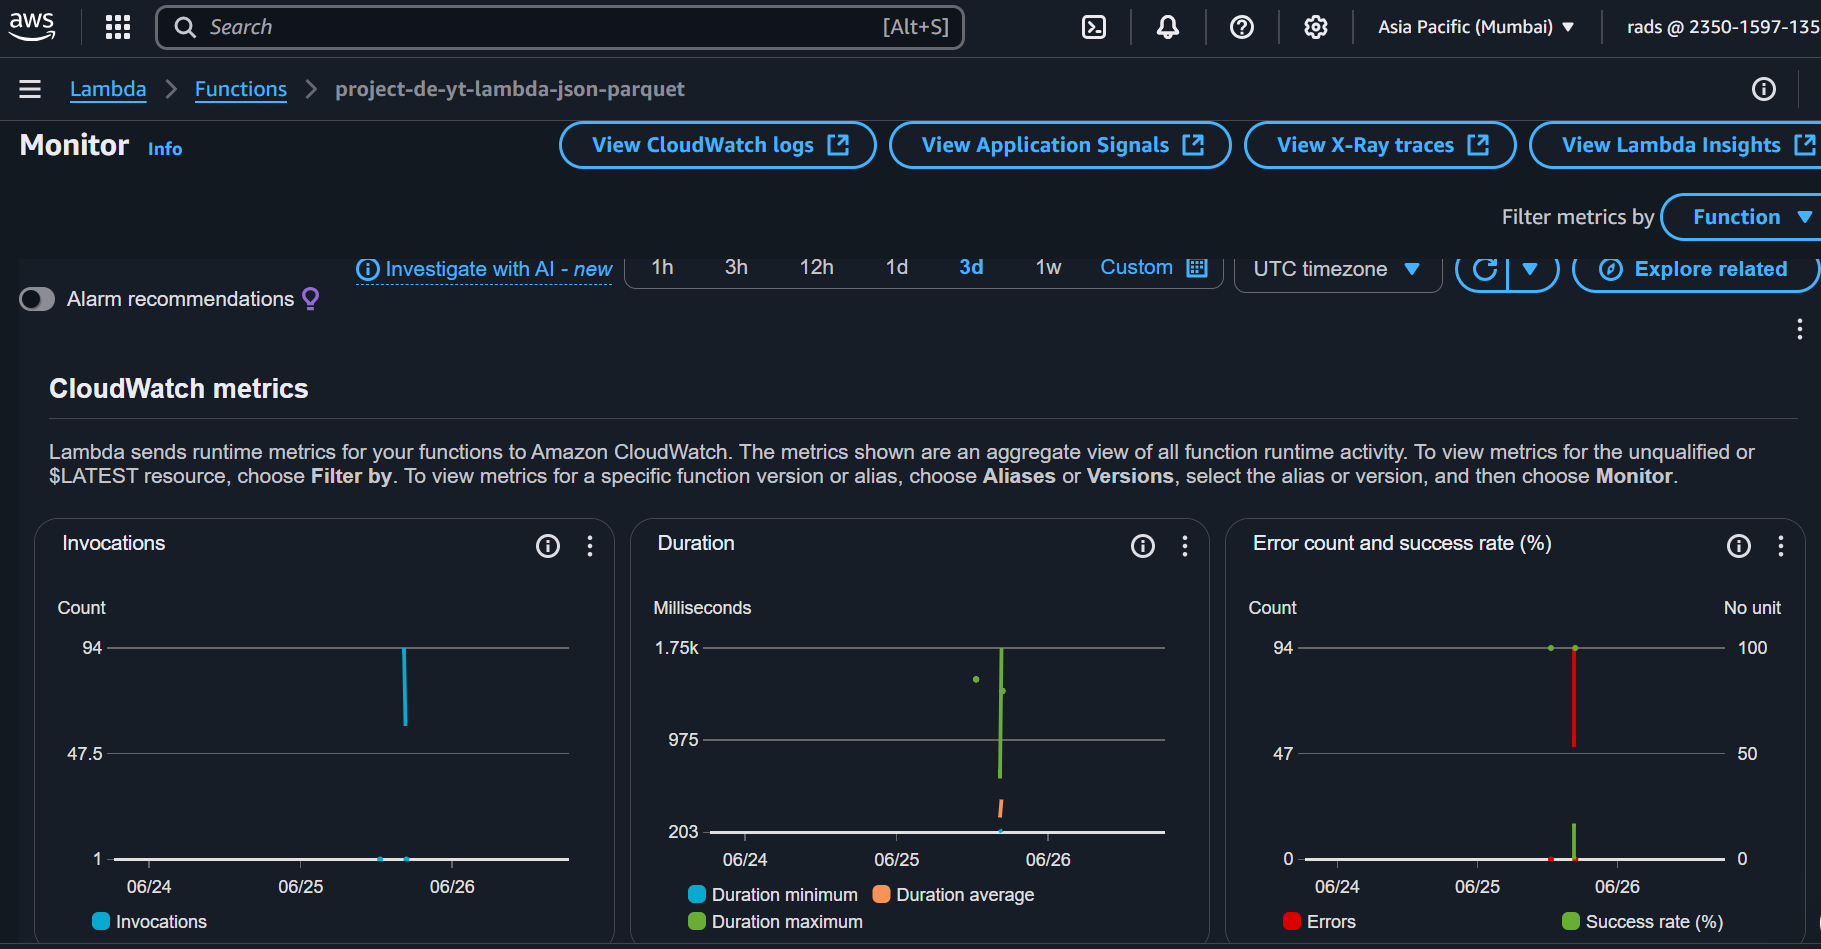 aws
Search [Alt+S]
Asia Pacific (Mumbai) ▼
rads @ 2350-1597-135
Lambda > Functions > project-de-yt-lambda-json-parquet
Monitor Info
View CloudWatch logs
View Application Signals
View X-Ray traces
View Lambda Insights
Filter metrics by Function ▼
Investigate with AI - new
1h 3h 12h 1d 3d 1w Custom
UTC timezone ▼
Explore related
Alarm recommendations
CloudWatch metrics
Lambda sends runtime metrics for your functions to Amazon CloudWatch. The metrics shown are an aggregate view of all function runtime activity. To view metrics for the unqualified or
$LATEST resource, choose Filter by. To view metrics for a specific function version or alias, choose Aliases or Versions, select the alias or version, and then choose Monitor.
Invocations
Count
94
47.5
1
06/24 06/25 06/26
Invocations
Duration
Milliseconds
1.75k
975
203
06/24 06/25 06/26
Duration minimum Duration average
Duration maximum
Error count and success rate (%)
Count No unit
94 100
47 50
0 0
06/24 06/25 06/26
Errors Success rate (%)